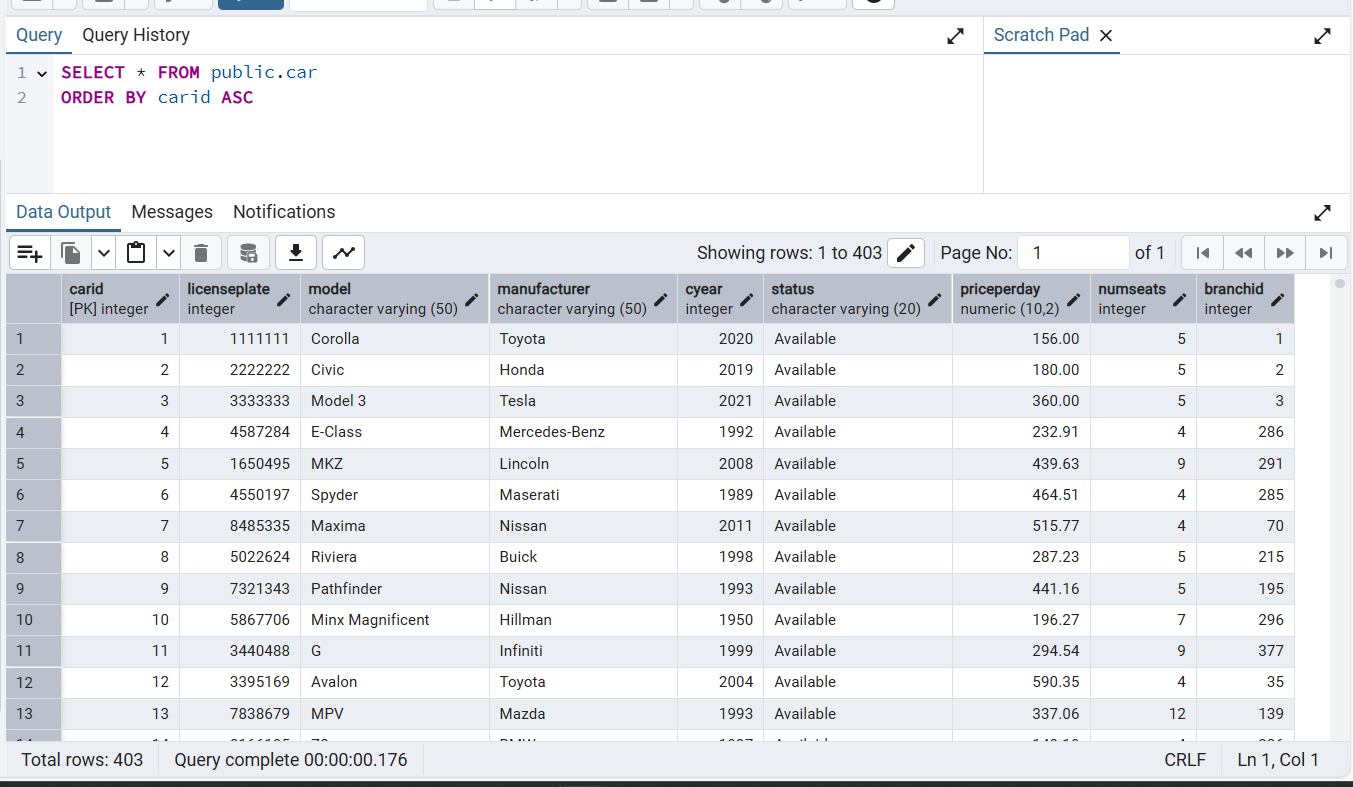 Query Query History Scratch Pad
1 SELECT * FROM public.car
2 ORDER BY carid ASC
Data Output Messages Notifications
Showing rows: 1 to 403 Page No: 1 of 1
carid licenseplate model manufacturer cyear status priceperday numseats branchid
[PK] integer integer character varying (50) character varying (50) integer character varying (20) numeric (10,2) integer integer
1 1 1111111 Corolla Toyota 2020 Available 156.00 5 1
2 2 2222222 Civic Honda 2019 Available 180.00 5 2
3 3 3333333 Model 3 Tesla 2021 Available 360.00 5 3
4 4 4587284 E-Class Mercedes-Benz 1992 Available 232.91 4 286
5 5 1650495 MKZ Lincoln 2008 Available 439.63 9 291
6 6 4550197 Spyder Maserati 1989 Available 464.51 4 285
7 7 8485335 Maxima Nissan 2011 Available 515.77 4 70
8 8 5022624 Riviera Buick 1998 Available 287.23 5 215
9 9 7321343 Pathfinder Nissan 1993 Available 441.16 5 195
10 10 5867706 Minx Magnificent Hillman 1950 Available 196.27 7 296
11 11 3440488 G Infiniti 1999 Available 294.54 9 377
12 12 3395169 Avalon Toyota 2004 Available 590.35 4 35
13 13 7838679 MPV Mazda 1993 Available 337.06 12 139
Total rows: 403 Query complete 00:00:00.176 CRLF Ln 1, Col 1